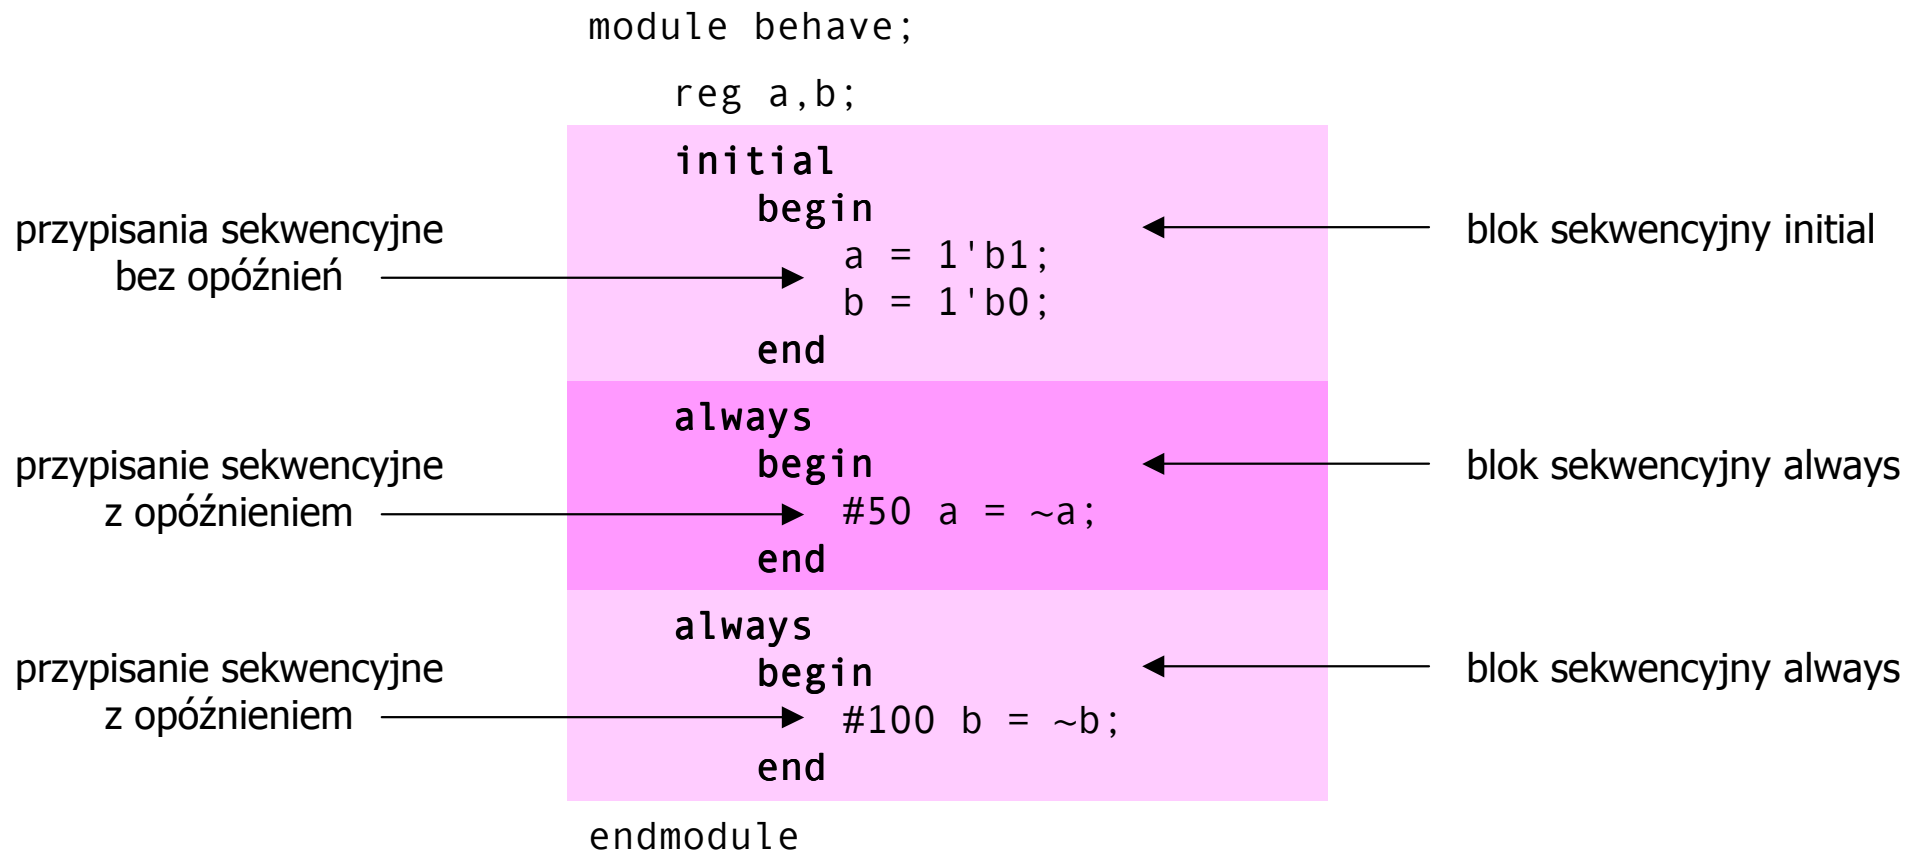 module behave;
reg a,b;
initial
begin
przypisania sekwencyjne
bez opóźnień
blok sekwencyjny initial
a = 1'b1;
b = 1'b0;
end
always
begin
przypisanie sekwencyjne
z opóźnieniem
blok sekwencyjny always
#50 a = ~a;
end
always
begin
przypisanie sekwencyjne
z opóźnieniem
blok sekwencyjny always
#100 b = ~b;
end
endmodule